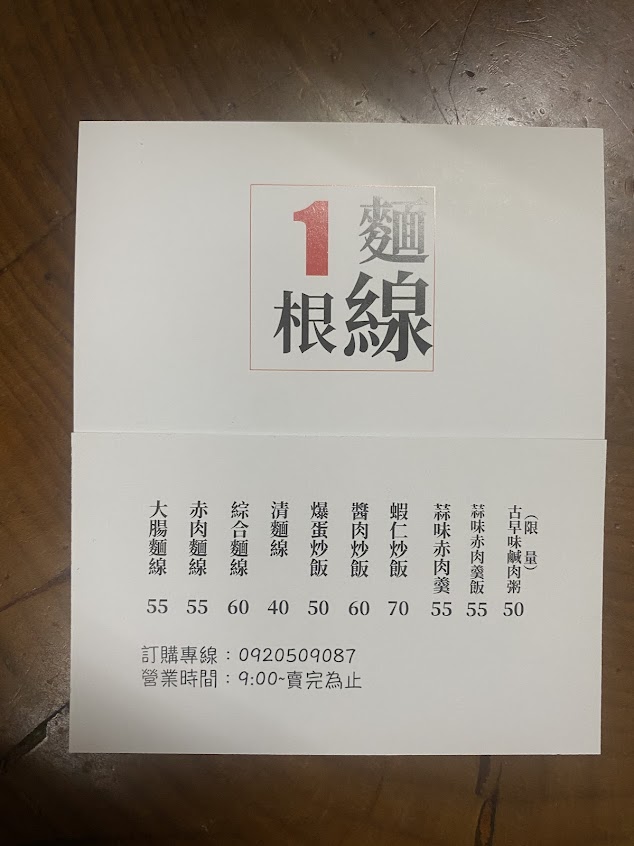 1根
麵線
大腸麵線 55
赤肉麵線 55
綜合麵線 60
清麵線 40
爆蛋炒飯 50
醬肉炒飯 60
蝦仁炒飯 70
蒜味赤肉羹 55
蒜味赤肉羹飯 55
古早味鹹肉粥 (限量) 50
訂購專線：0920509087
營業時間：9:00~賣完為止